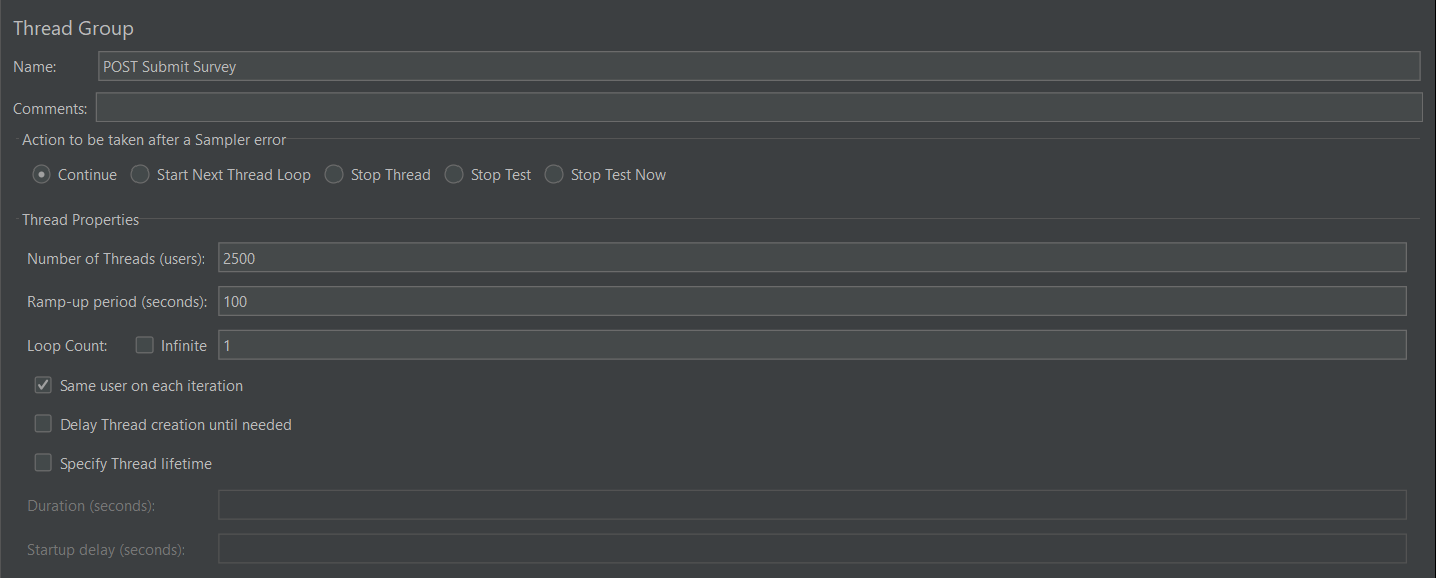 Thread Group
Name: POST Submit Survey
Comments:
Action to be taken after a Sampler error
Continue Start Next Thread Loop Stop Thread Stop Test Stop Test Now
Thread Properties
Number of Threads (users): 2500
Ramp-up period (seconds): 100
Loop Count: Infinite 1
Same user on each iteration
Delay Thread creation until needed
Specify Thread lifetime
Duration (seconds):
Startup delay (seconds):